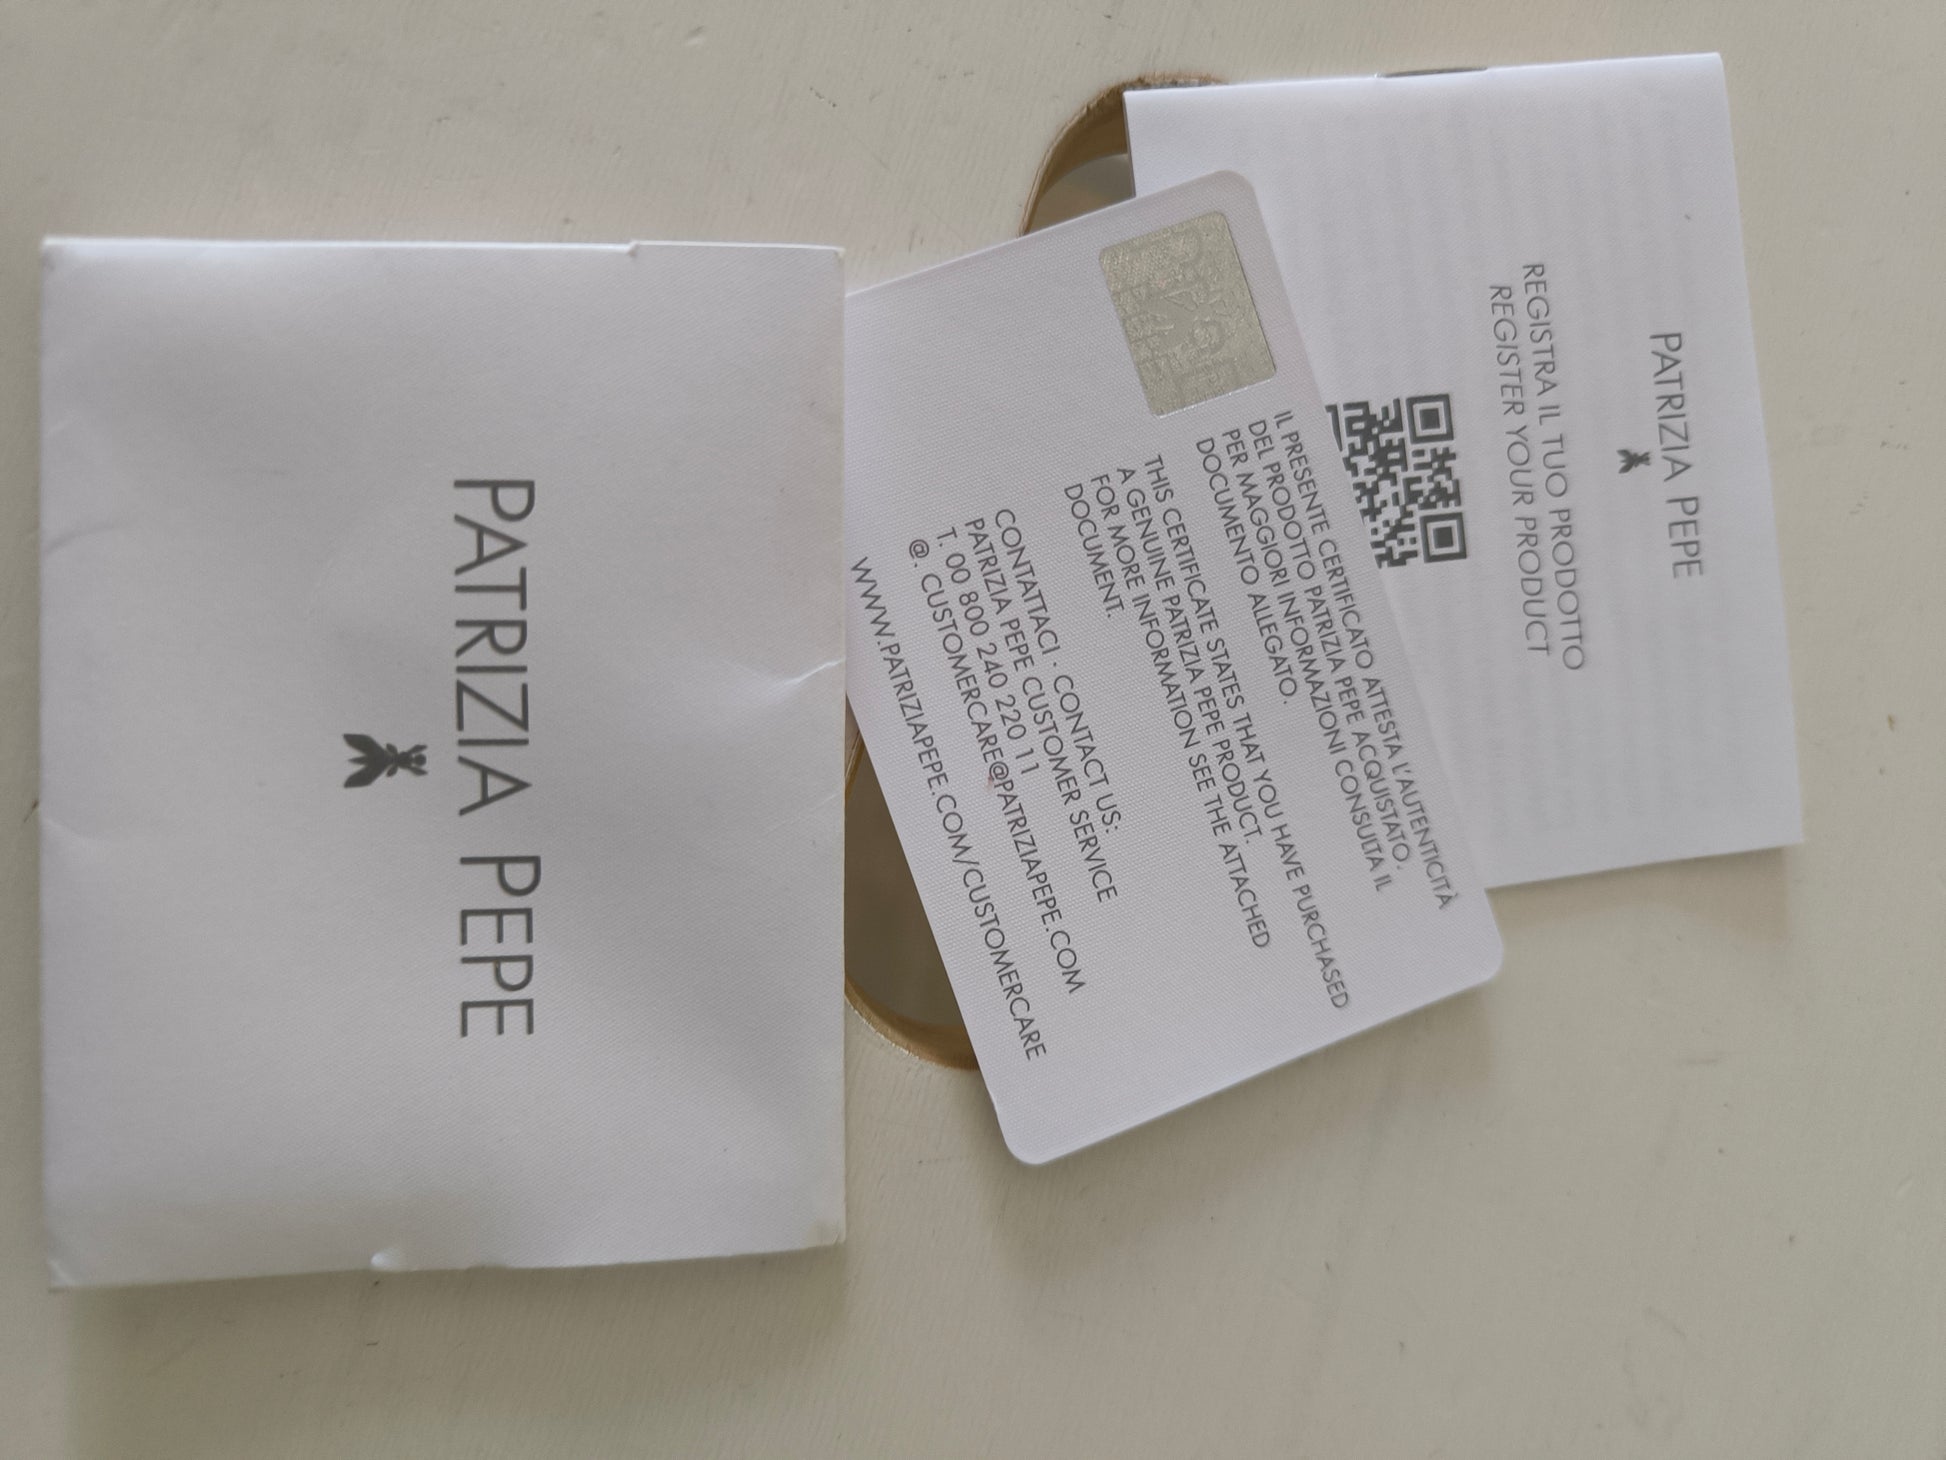 PATRIZIA PEPE
REGISTRA IL TUO PRODOTTO
REGISTER YOUR PRODUCT
IL PRESENTE CERTIFICATO ATTESTA L'AUTENTICITÀ
DEL PRODOTTO PATRIZIA PEPE ACQUISTATO.
PER MAGGIORI INFORMAZIONI CONSULTA IL
DOCUMENTO ALLEGATO.
THIS CERTIFICATE STATES THAT YOU HAVE PURCHASED
A GENUINE PATRIZIA PEPE PRODUCT.
FOR MORE INFORMATION SEE THE ATTACHED
DOCUMENT.
CONTATTACI · CONTACT US:
PATRIZIA PEPE CUSTOMER SERVICE
T. 00 800 240 220 11
@. CUSTOMERCARE@PATRIZIAPEPE.COM
WWW.PATRIZIAPEPE.COM/CUSTOMERCARE
PATRIZIA PEPE